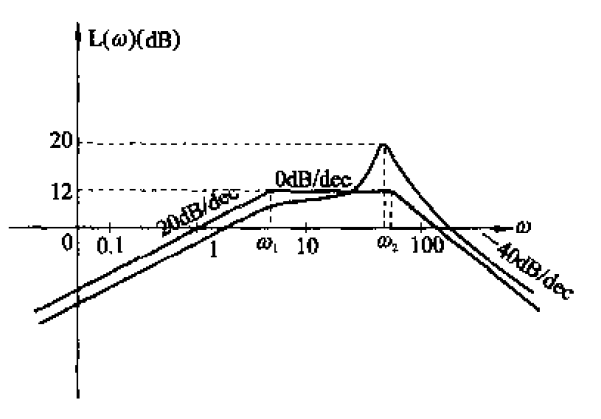 L(ω)(dB)
20
12
20dB/dec
0dB/dec
0
0.1
1
ω₁
10
ω₂
100
ω
−40dB/dec